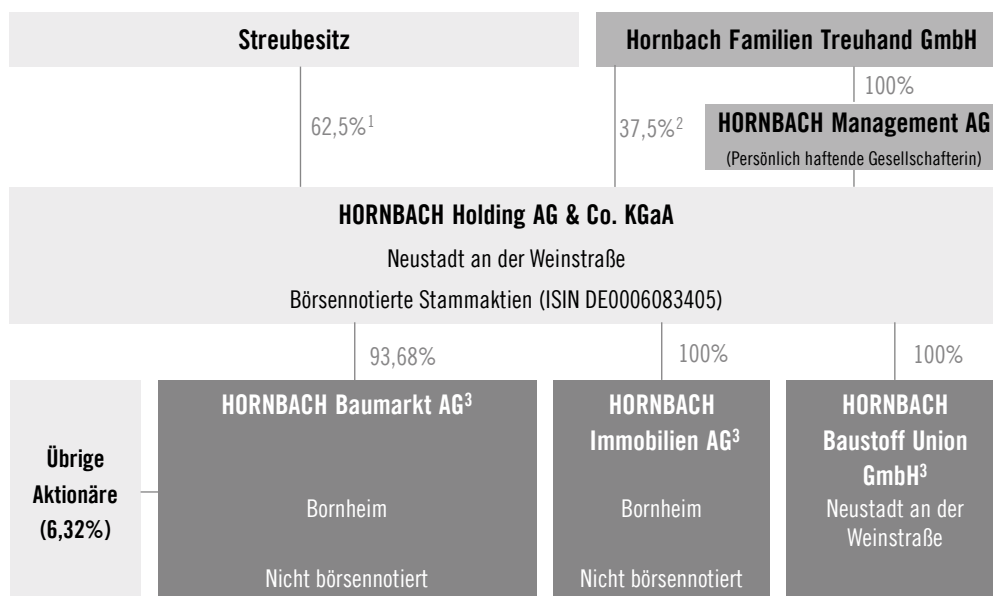 Streubesitz
Hornbach Familien Treuhand GmbH
100%
62,5%¹
37,5%²
HORNBACH Management AG
(Persönlich haftende Gesellschafterin)
HORNBACH Holding AG & Co. KGaA
Neustadt an der Weinstraße
Börsennotierte Stammaktien (ISIN DE0006083405)
93,68%
100%
100%
Übrige
Aktionäre
(6,32%)
HORNBACH Baumarkt AG³
Bornheim
Nicht börsennotiert
HORNBACH
Immobilien AG³
Bornheim
Nicht börsennotiert
HORNBACH
Baustoff Union
GmbH³
Neustadt an der
Weinstraße